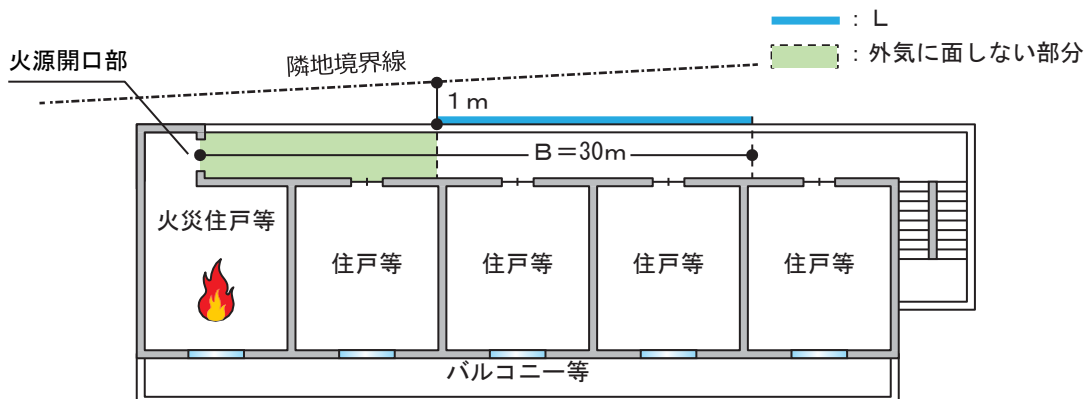 ：L
：外気に面しない部分
火源開口部
隣地境界線
1m
B＝30m
火災住戸等
住戸等
住戸等
住戸等
住戸等
バルコニー等